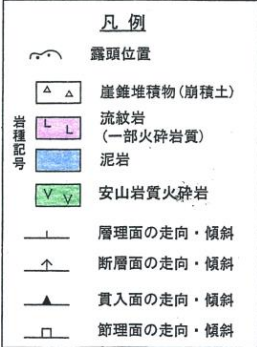 凡例
露頭位置
岩種記号
崖錐堆積物(崩積土)
流紋岩
(一部火砕岩質)
泥岩
安山岩質火砕岩
層理面の走向・傾斜
断層面の走向・傾斜
貫入面の走向・傾斜
節理面の走向・傾斜